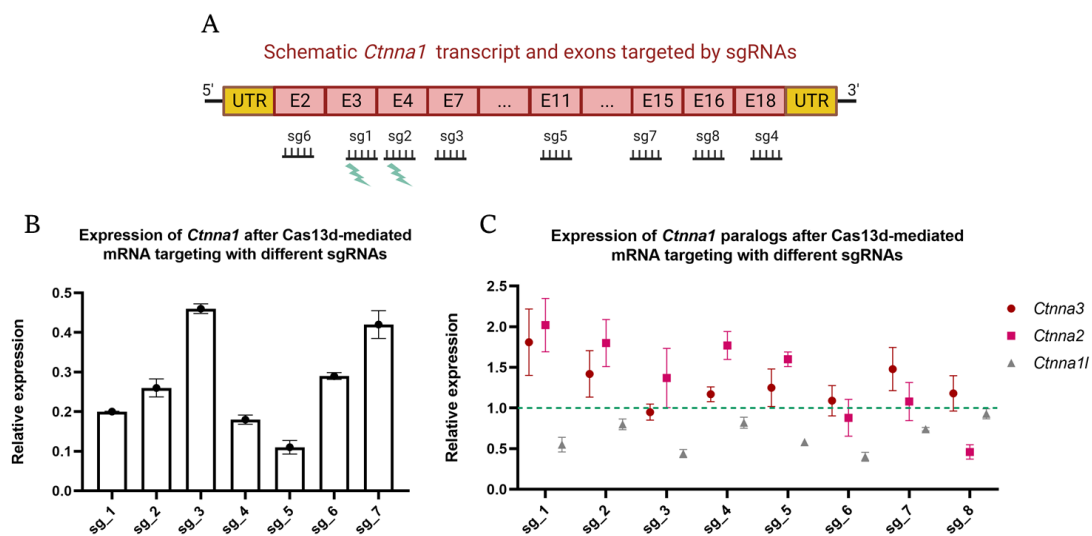 A
Schematic Ctnna1 transcript and exons targeted by sgRNAs
5' UTR E2 E3 E4 E7 ... E11 ... E15 E16 E18 UTR 3'
sg6 sg1 sg2 sg3 sg5 sg7 sg8 sg4
B
Expression of Ctnna1 after Cas13d-mediated
mRNA targeting with different sgRNAs
Relative expression
0.5
0.4
0.3
0.2
0.1
0.0
sg_1 sg_2 sg_3 sg_4 sg_5 sg_6 sg_7
C
Expression of Ctnna1 paralogs after Cas13d-mediated
mRNA targeting with different sgRNAs
Relative expression
2.5
2.0
1.5
1.0
0.5
0.0
sg_1 sg_2 sg_3 sg_4 sg_5 sg_6 sg_7 sg_8
Ctnna3
Ctnna2
Ctnna1l